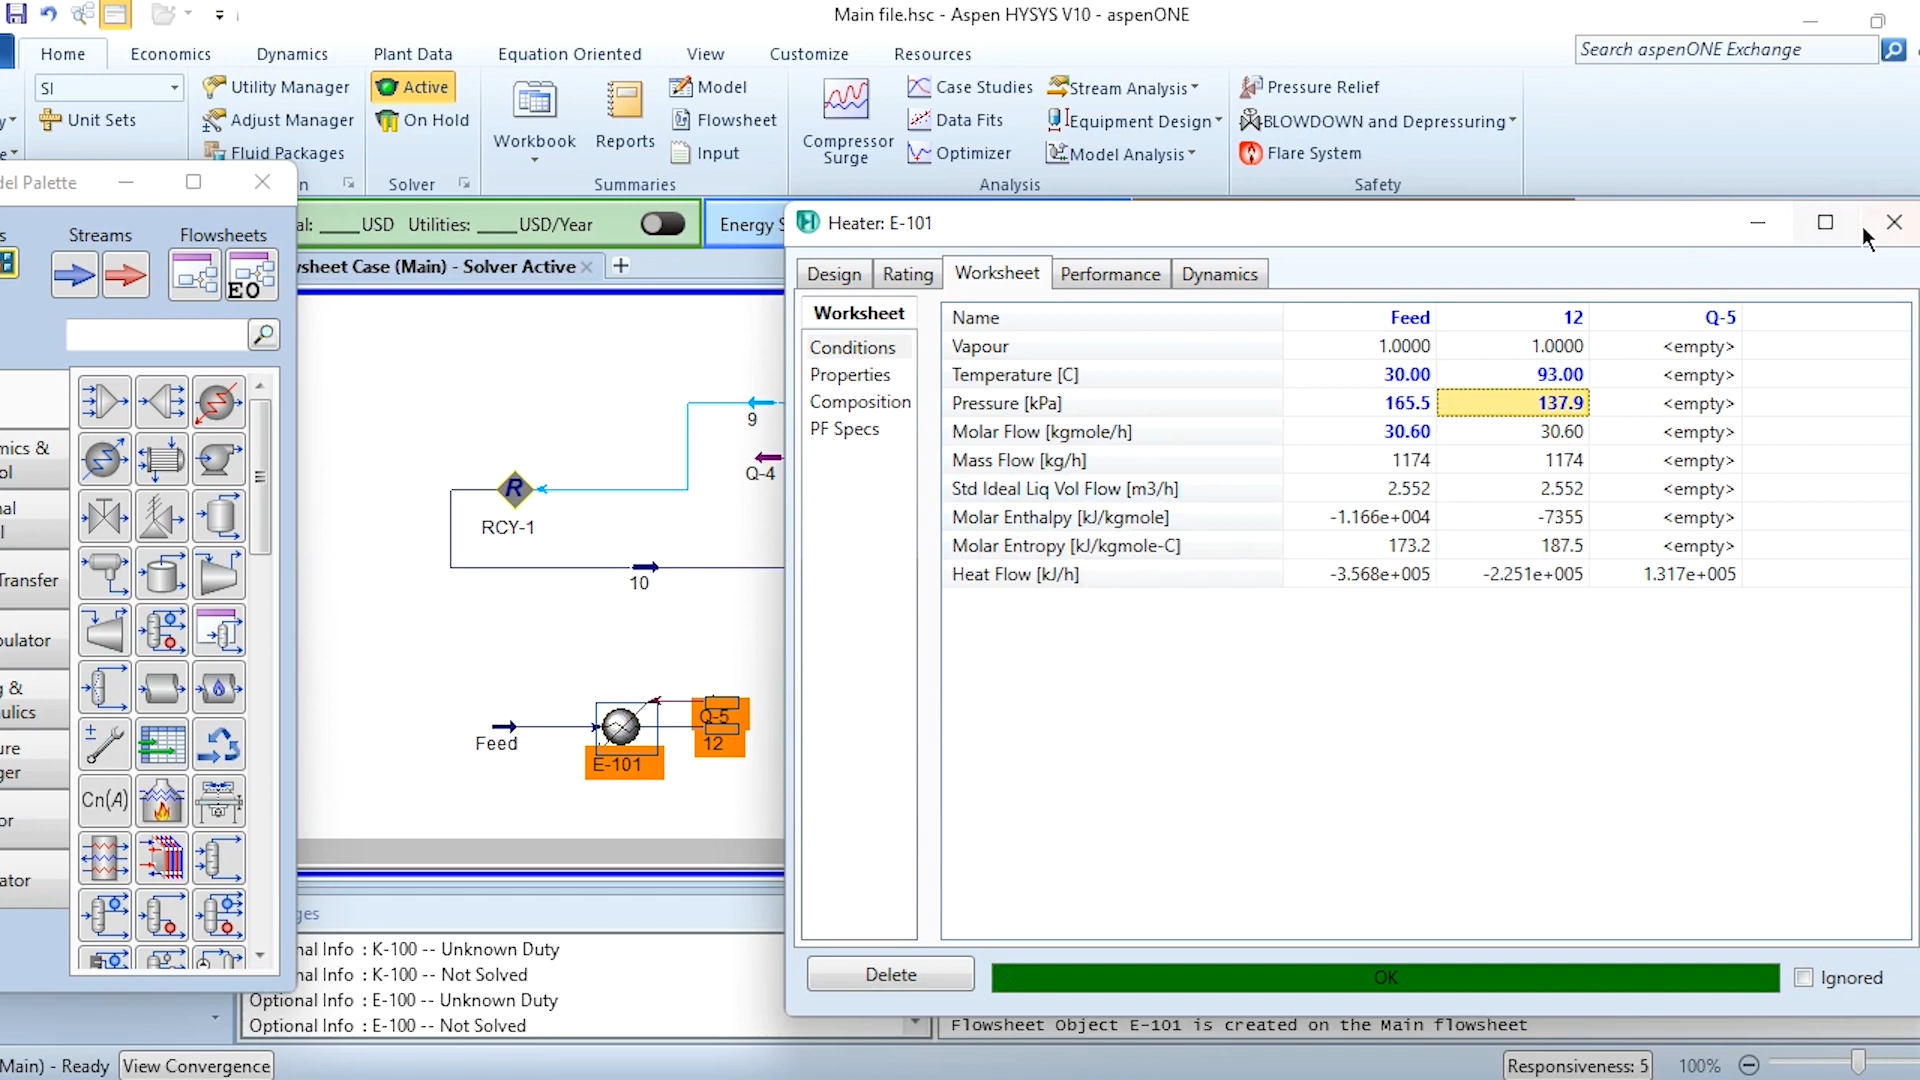 Main file.hsc - Aspen HYSYS V10 - aspenONE
Home Economics Dynamics Plant Data Equation Oriented View Customize Resources
Search aspenONE Exchange
SI
Unit Sets
Utility Manager
Adjust Manager
Fluid Packages
Active
On Hold
Solver
Workbook
Reports
Model
Flowsheet
Input
Summaries
Compressor
Surge
Case Studies
Data Fits
Optimizer
Stream Analysis
Equipment Design
Model Analysis
Analysis
Pressure Relief
BLOWDOWN and Depressuring
Flare System
Safety
del Palette
Streams
Flowsheets
EO
Cn(A)
al: ____USD Utilities: ____USD/Year
Energy S
sheet Case (Main) - Solver Active
9
Q-4
R
RCY-1
10
Feed
E-101
Q-5
12
Heater: E-101
Design Rating Worksheet Performance Dynamics
Worksheet
Conditions
Properties
Composition
PF Specs
Name Feed 12 Q-5
Vapour 1.0000 1.0000 <empty>
Temperature [C] 30.00 93.00 <empty>
Pressure [kPa] 165.5 137.9 <empty>
Molar Flow [kgmole/h] 30.60 30.60 <empty>
Mass Flow [kg/h] 1174 1174 <empty>
Std Ideal Liq Vol Flow [m3/h] 2.552 2.552 <empty>
Molar Enthalpy [kJ/kgmole] -1.166e+004 -7355 <empty>
Molar Entropy [kJ/kgmole-C] 173.2 187.5 <empty>
Heat Flow [kJ/h] -3.568e+005 -2.251e+005 1.317e+005
Delete
OK
Ignored
nal Info : K-100 -- Unknown Duty
nal Info : K-100 -- Not Solved
Optional Info : E-100 -- Unknown Duty
Optional Info : E-100 -- Not Solved
Flowsheet Object E-101 is created on the Main flowsheet
Main) - Ready
View Convergence
Responsiveness: 5
100%